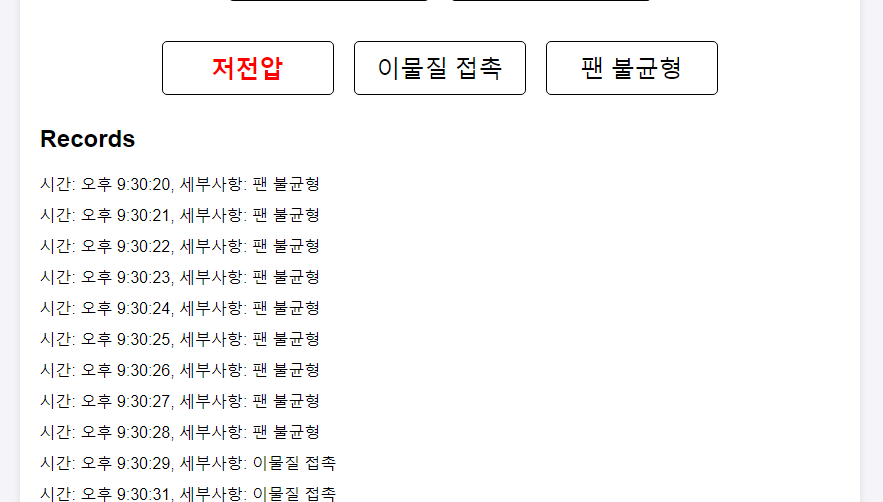 저전압 이물질 접촉 팬 불균형
Records
시간: 오후 9:30:20, 세부사항: 팬 불균형
시간: 오후 9:30:21, 세부사항: 팬 불균형
시간: 오후 9:30:22, 세부사항: 팬 불균형
시간: 오후 9:30:23, 세부사항: 팬 불균형
시간: 오후 9:30:24, 세부사항: 팬 불균형
시간: 오후 9:30:25, 세부사항: 팬 불균형
시간: 오후 9:30:26, 세부사항: 팬 불균형
시간: 오후 9:30:27, 세부사항: 팬 불균형
시간: 오후 9:30:28, 세부사항: 팬 불균형
시간: 오후 9:30:29, 세부사항: 이물질 접촉
시간: 오후 9:30:31, 세부사항: 이물질 접촉